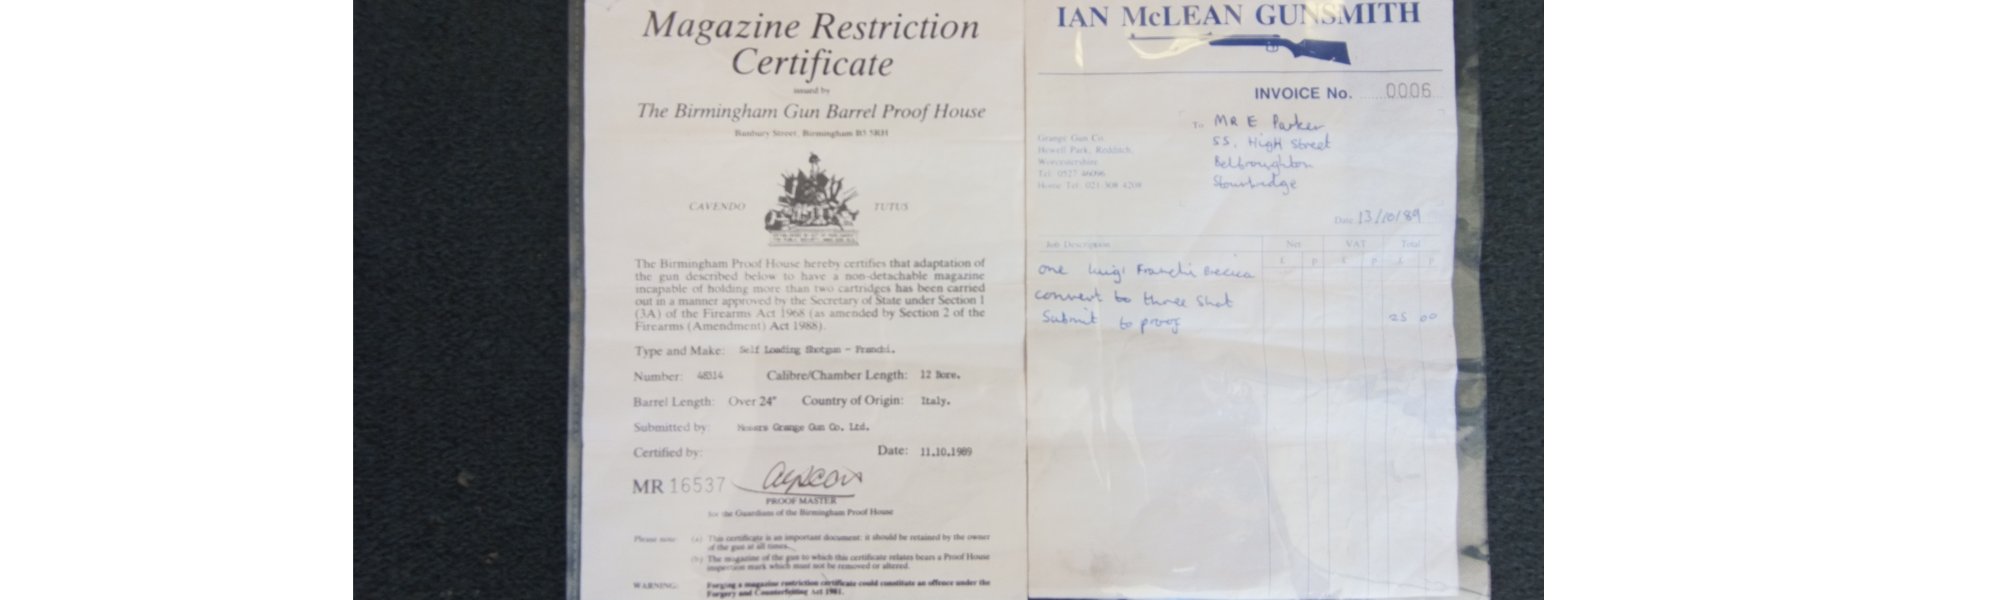 Magazine Restriction
Certificate
issued by
The Birmingham Gun Barrel Proof House
Banbury Street, Birmingham B5 5RH
CAVENDO TUTUS
The Birmingham Proof House hereby certifies that adaptation of
the gun described below to have a non-detachable magazine
incapable of holding more than two cartridges has been carried
out in a manner approved by the Secretary of State under Section 1
(3A) of the Firearms Act 1968 (as amended by Section 2 of the
Firearms (Amendment) Act 1988).
Type and Make: Self Loading Shotgun - Franchi.
Number: 48314 Calibre/Chamber Length: 12 Bore.
Barrel Length: Over 24" Country of Origin: Italy.
Submitted by: Messrs Grange Gun Co. Ltd.
Certified by: Date: 11.10.1989
MR 16537
PROOF MASTER
for the Guardians of the Birmingham Proof House
Please note: (a) This certificate is an important document: it should be retained by the owner
of the gun at all times.
(b) The magazine of the gun to which this certificate relates bears a Proof House
inspection mark which must not be removed or altered.
WARNING: Forging a magazine restriction certificate could constitute an offence under the
Forgery and Counterfeiting Act 1981.
IAN McLEAN GUNSMITH
INVOICE No. 0006
To MR E Parker
55, High Street
Belbroughton
Stourbridge
Grange Gun Co.
Hewell Park, Redditch,
Worcestershire
Tel: 0527 46096
Home Tel: 021 308 4208
Date 13/10/89
Job Description Net VAT Total
£ p £ p £ p
one Luigi Franchi
convert to three shot
Submit to proof 25 00